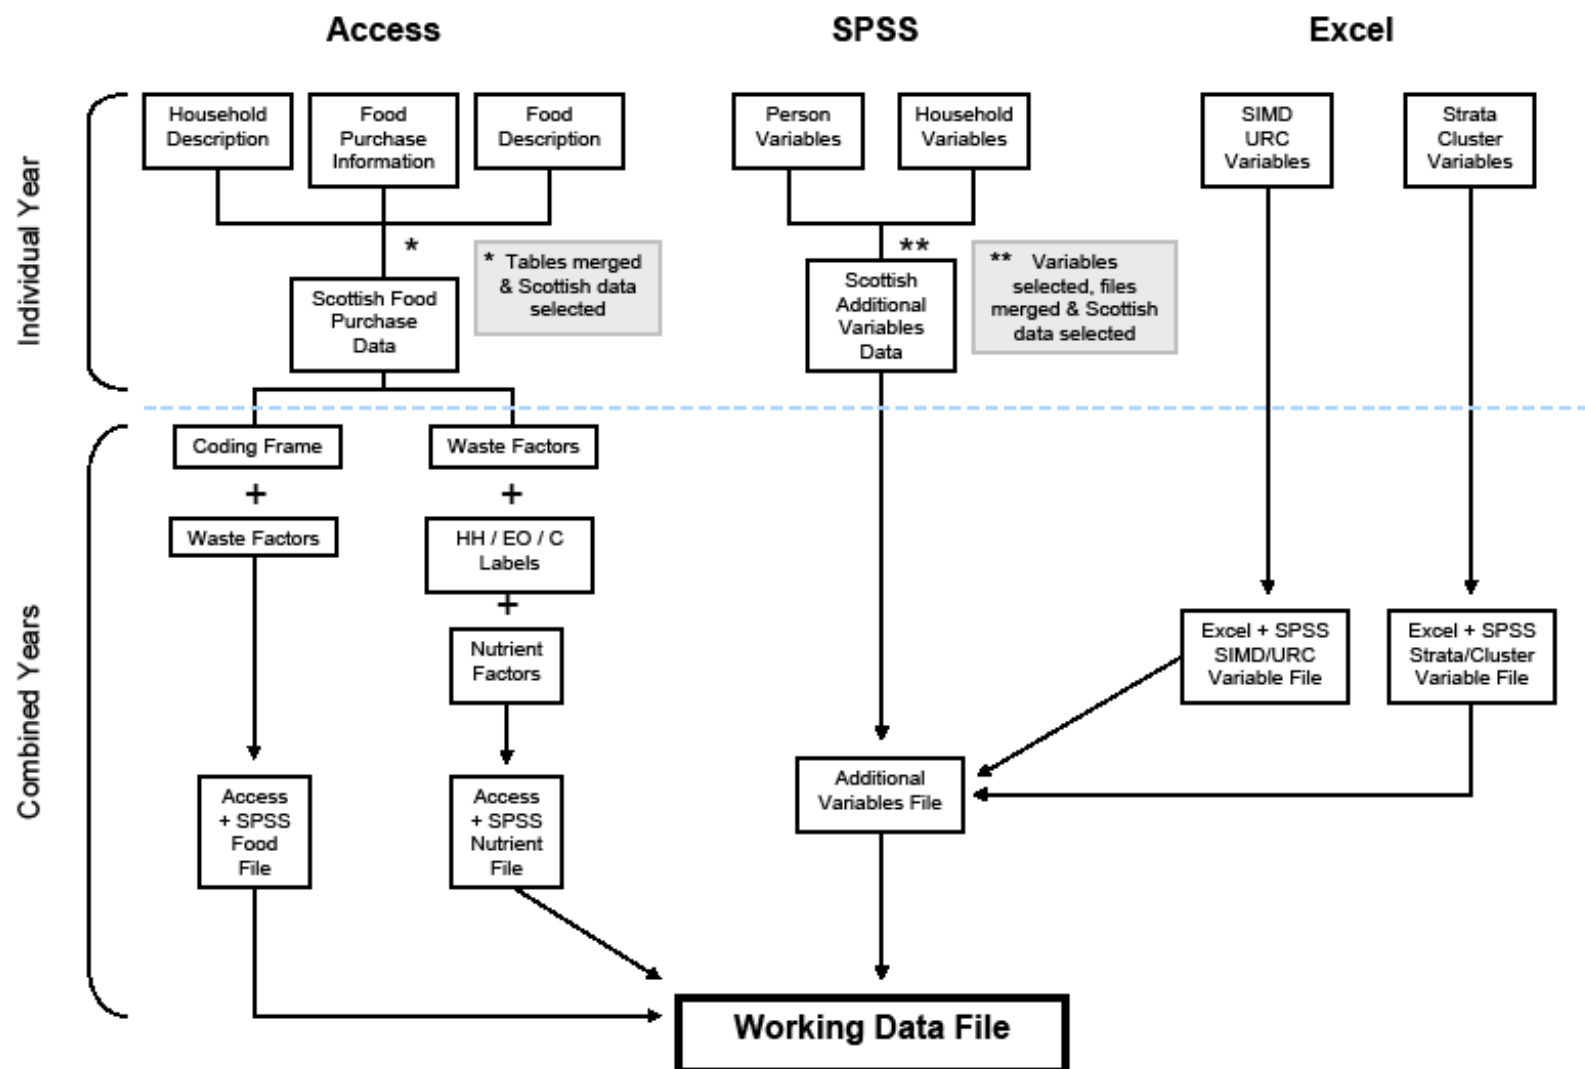 Access
SPSS
Excel
Individual Year
Household
Description
Food
Purchase
Information
Food
Description
Person
Variables
Household
Variables
SIMD
URC
Variables
Strata
Cluster
Variables
*
* Tables merged
& Scottish data
selected
**
** Variables
selected, files
merged & Scottish
data selected
Scottish Food
Purchase
Data
Scottish
Additional
Variables
Data
Combined Years
Coding Frame
+
Waste Factors
Waste Factors
+
HH / EO / C
Labels
+
Nutrient
Factors
Excel + SPSS
SIMD/URC
Variable File
Excel + SPSS
Strata/Cluster
Variable File
Access
+ SPSS
Food
File
Access
+ SPSS
Nutrient
File
Additional
Variables File
Working Data File